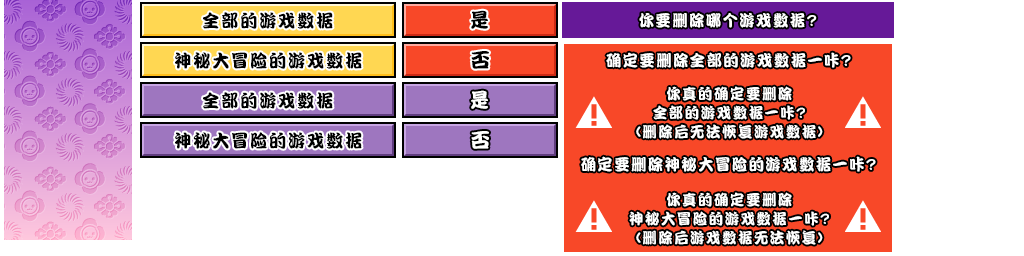 全部的游戏数据
神秘大冒险的游戏数据
全部的游戏数据
神秘大冒险的游戏数据
是
否
是
否
你要删除哪个游戏数据?
确定要删除全部的游戏数据一咔?
你真的确定要删除
全部的游戏数据一咔?
(删除后无法恢复游戏数据)
确定要删除神秘大冒险的游戏数据一咔?
你真的确定要删除
神秘大冒险的游戏数据一咔?
(删除后游戏数据无法恢复)